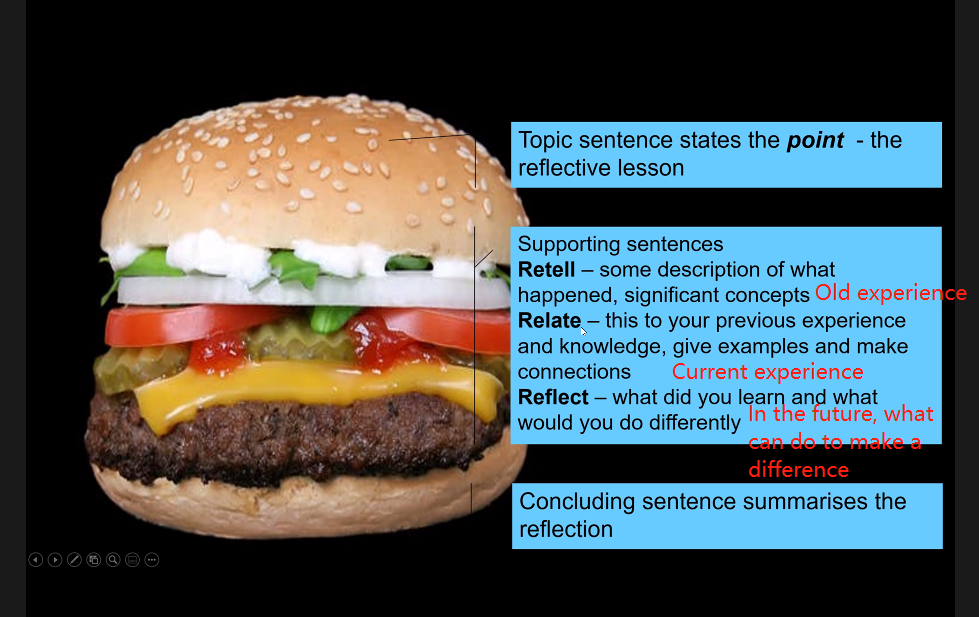 Topic sentence states the point - the
reflective lesson
Supporting sentences
Retell – some description of what
happened, significant concepts Old experience
Relate – this to your previous experience
and knowledge, give examples and make
connections Current experience
Reflect – what did you learn and what
would you do differently In the future, what
can do to make a
difference
Concluding sentence summarises the
reflection